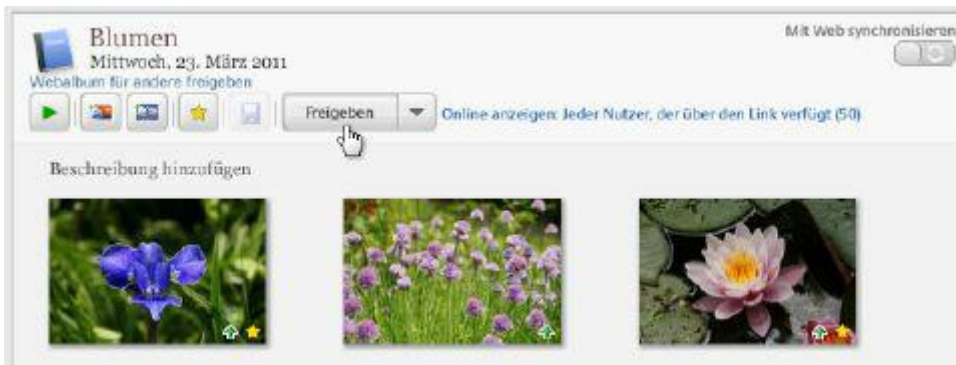 Blumen
Mit Web synchronisieren
Mittwoch, 23. März 2011
Webalbum für andere freigeben
Freigeben
Online anzeigen: Jeder Nutzer, der über den Link verfügt (50)
Beschreibung hinzufügen